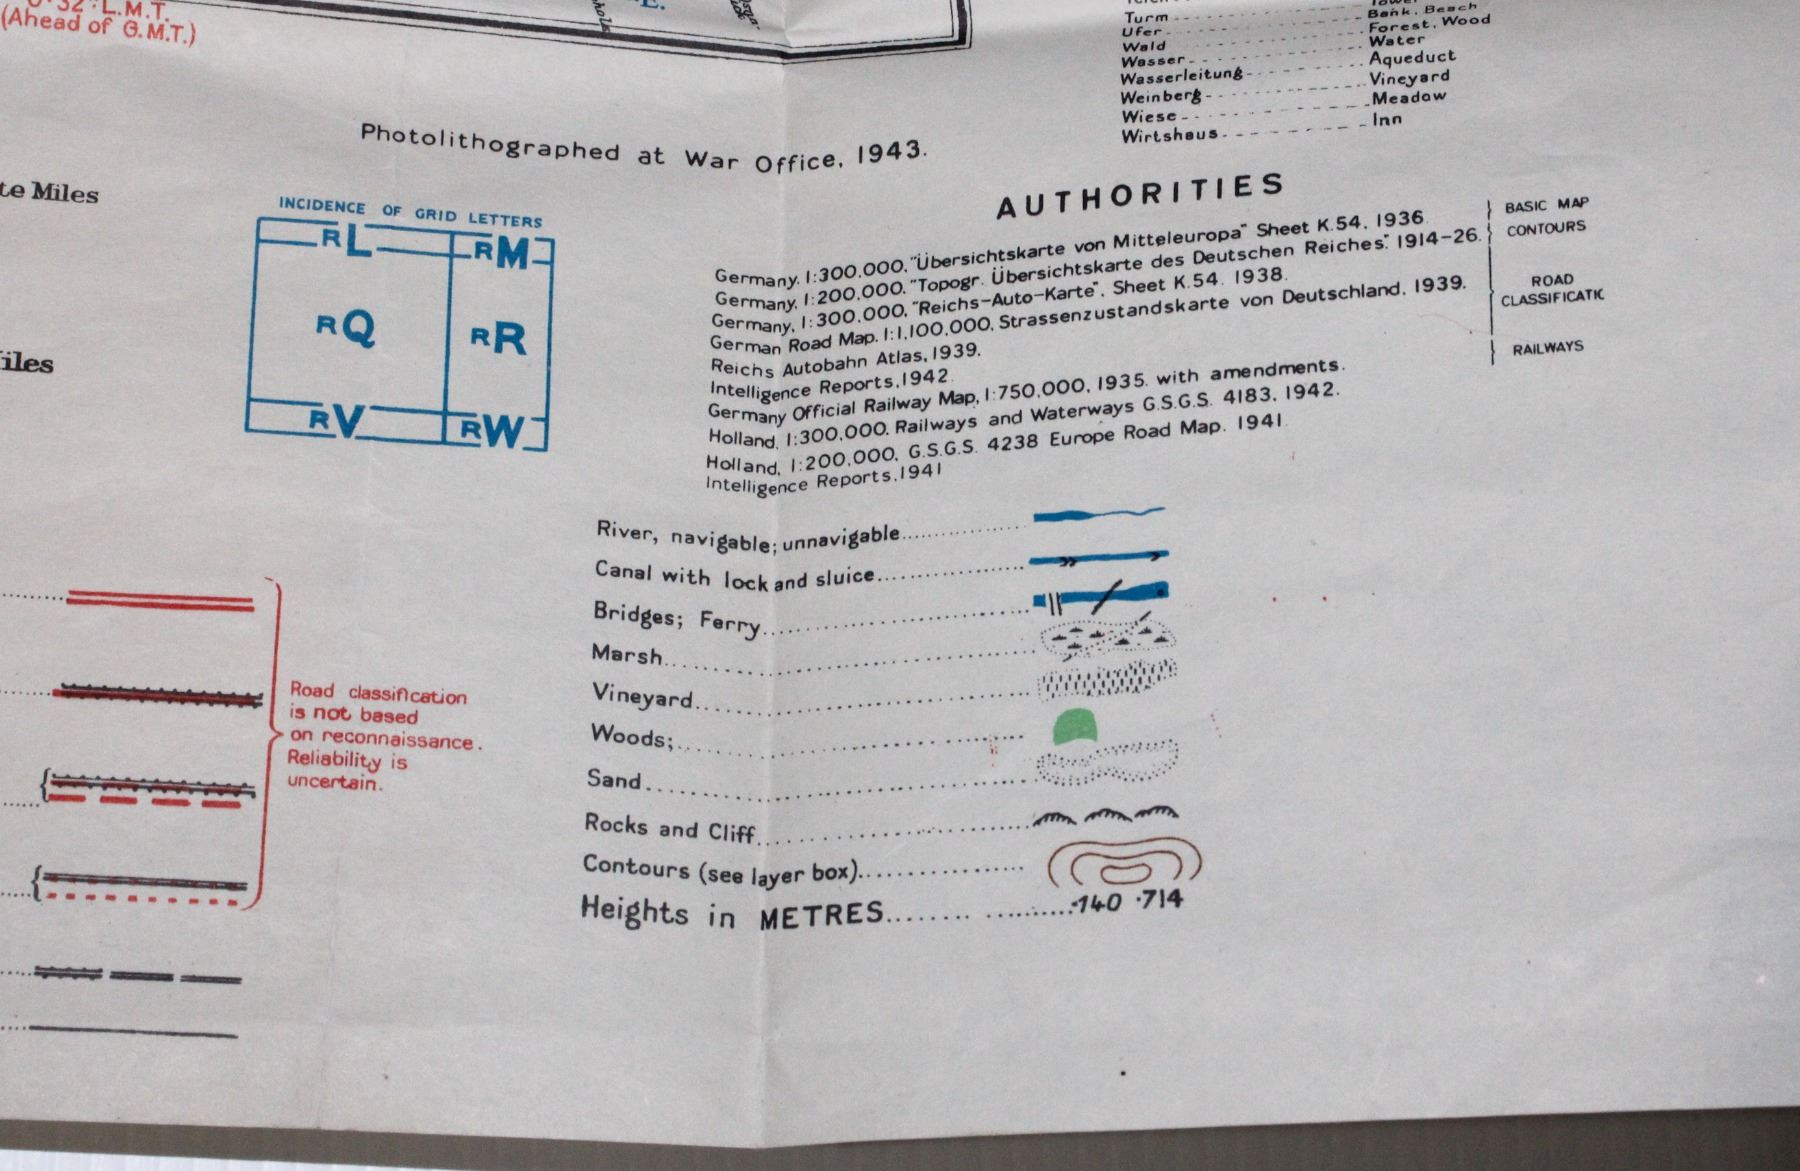 L.M.T.
(Ahead of G.M.T.)
Turm Bank, Beach
Ufer Forest, Wood
Wald Water
Wasser Aqueduct
Wasserleitung Vineyard
Weinberg Meadow
Wiese Inn
Wirtshaus
Photolithographed at War Office, 1943.
te Miles
iles
INCIDENCE OF GRID LETTERS
RL RM
RQ RR
RV RW
AUTHORITIES
Germany. 1:300,000. "Übersichtskarte von Mitteleuropa" Sheet K.54. 1936.
Germany. 1:200,000. "Topogr. Übersichtskarte des Deutschen Reiches". 1914-26.
Germany, 1:300,000, "Reichs-Auto-Karte". Sheet K.54. 1938.
German Road Map. 1:1,100,000, Strassenzustandskarte von Deutschland. 1939.
Reichs Autobahn Atlas, 1939.
Intelligence Reports, 1942.
Germany Official Railway Map, 1:750,000, 1935. with amendments.
Holland, 1:300,000. Railways and Waterways G.S.G.S. 4183, 1942.
Holland, 1:200,000, G.S.G.S. 4238 Europe Road Map. 1941.
Intelligence Reports, 1941
BASIC MAP
CONTOURS
ROAD
CLASSIFICATIC
RAILWAYS
Road classification
is not based
on reconnaissance.
Reliability is
uncertain.
River, navigable; unnavigable
Canal with lock and sluice
Bridges; Ferry
Marsh
Vineyard
Woods;
Sand
Rocks and Cliff
Contours (see layer box)
Heights in METRES ·140 ·714